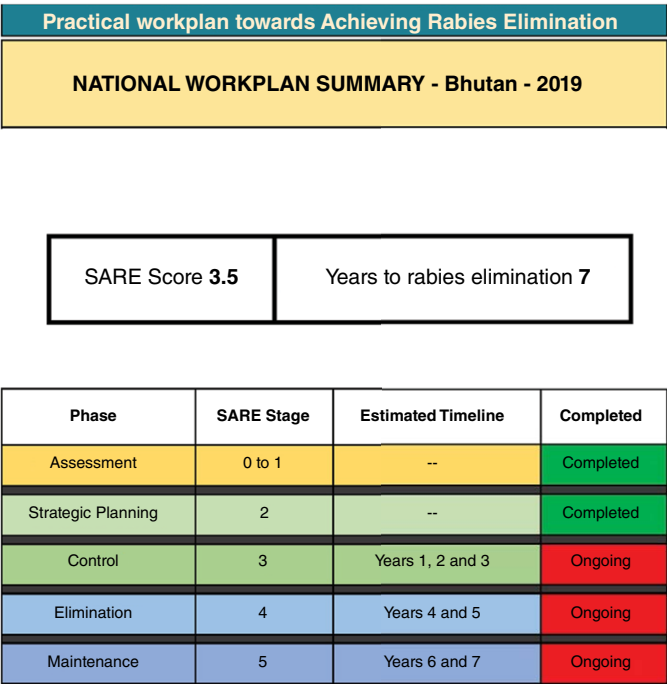 Practical workplan towards Achieving Rabies Elimination
NATIONAL WORKPLAN SUMMARY - Bhutan - 2019
SARE Score 3.5 Years to rabies elimination 7
Phase SARE Stage Estimated Timeline Completed
Assessment 0 to 1 -- Completed
Strategic Planning 2 -- Completed
Control 3 Years 1, 2 and 3 Ongoing
Elimination 4 Years 4 and 5 Ongoing
Maintenance 5 Years 6 and 7 Ongoing